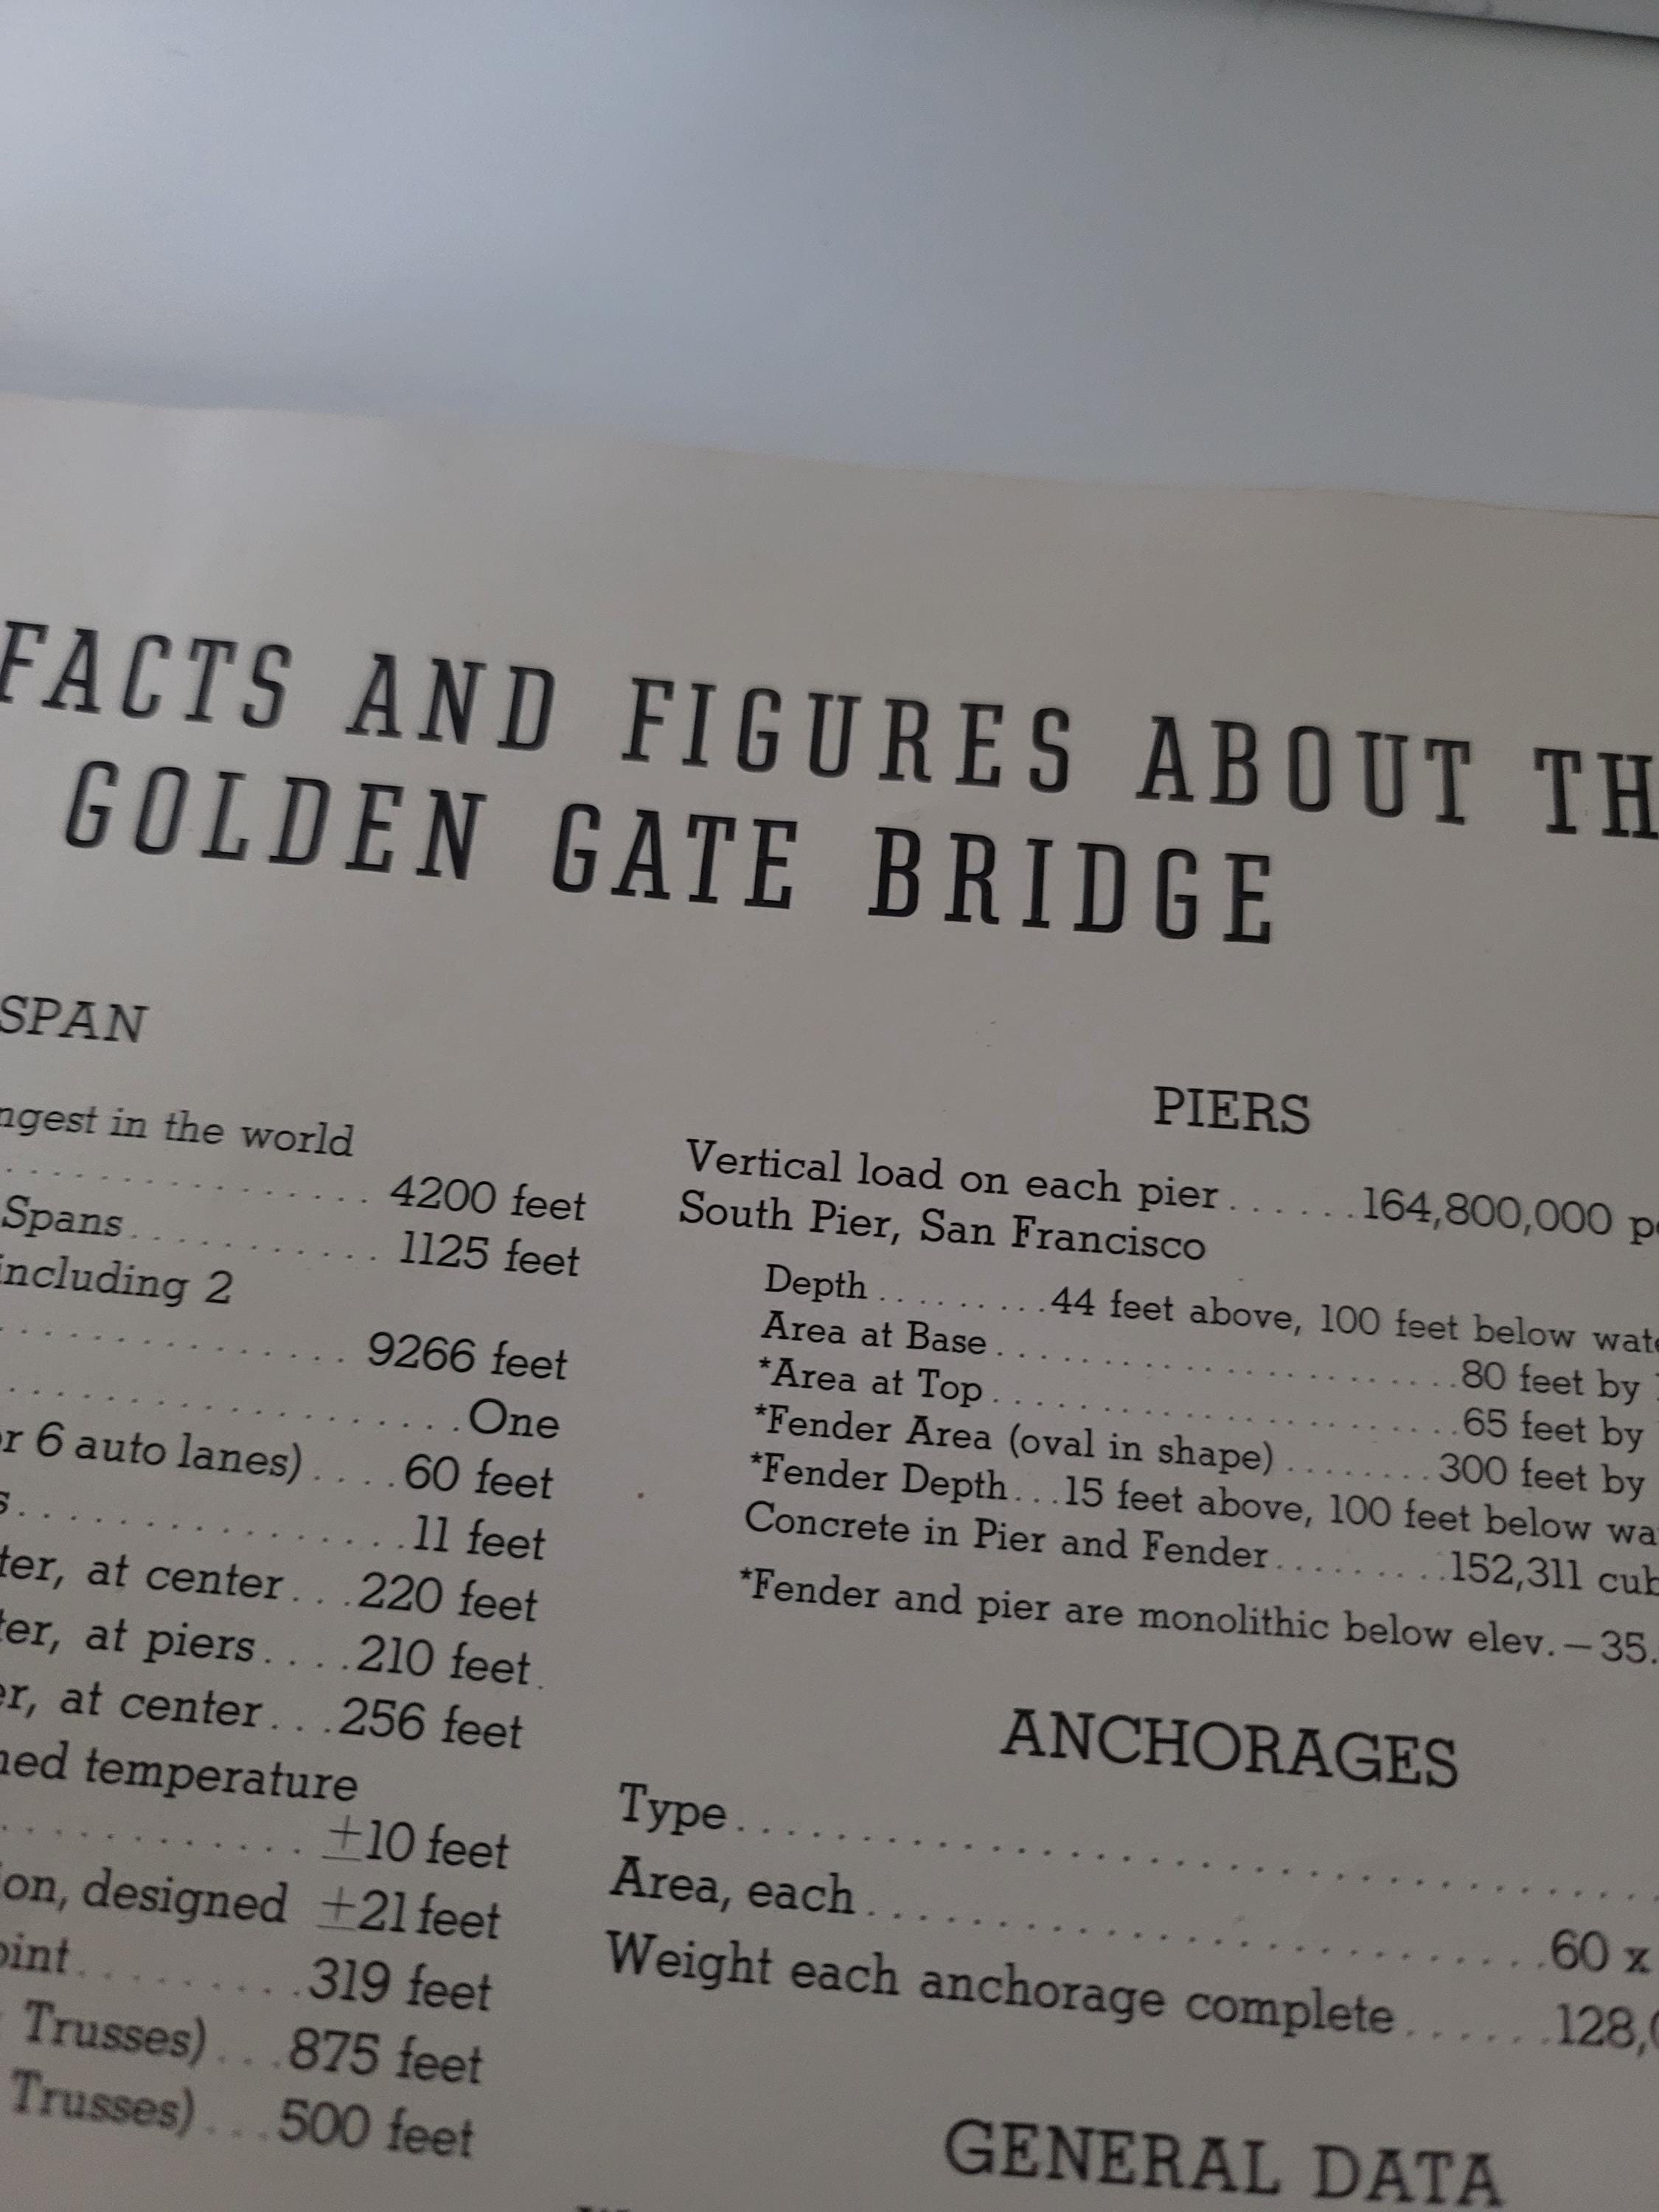 FACTS AND FIGURES ABOUT TH
GOLDEN GATE BRIDGE
SPAN
ngest in the world
. . . . . . . . . . . . . . . . 4200 feet
Spans . . . . . . . . . . . 1125 feet
including 2
. . . . . . . . . . . . . . . 9266 feet
. . . . . . . . . . . . . . . . . . . One
r 6 auto lanes) . . . . 60 feet
s . . . . . . . . . . . . . . . . 11 feet
ter, at center . . . 220 feet
ter, at piers . . . . 210 feet
er, at center . . . 256 feet
ned temperature
. . . . . . . . . . . . . ±10 feet
ion, designed ±21 feet
oint . . . . . . . . . 319 feet
Trusses) . . . 875 feet
Trusses) . . . 500 feet
PIERS
Vertical load on each pier . . . . . . 164,800,000 p
South Pier, San Francisco
Depth . . . . . . . . . 44 feet above, 100 feet below wat
Area at Base . . . . . . . . . . . . . . . . . . . . . . . 80 feet by
*Area at Top . . . . . . . . . . . . . . . . . . . . . . . 65 feet by
*Fender Area (oval in shape) . . . . . . . . 300 feet by
*Fender Depth . . . 15 feet above, 100 feet below wa
Concrete in Pier and Fender . . . . . . . . . 152,311 cub
*Fender and pier are monolithic below elev. – 35.
ANCHORAGES
Type . . . . . . . . . . . . . . . . . . . . . . . . . . . . . . . .
Area, each . . . . . . . . . . . . . . . . . . . . . . . . 60 x
Weight each anchorage complete . . . . . . 128,
GENERAL DATA